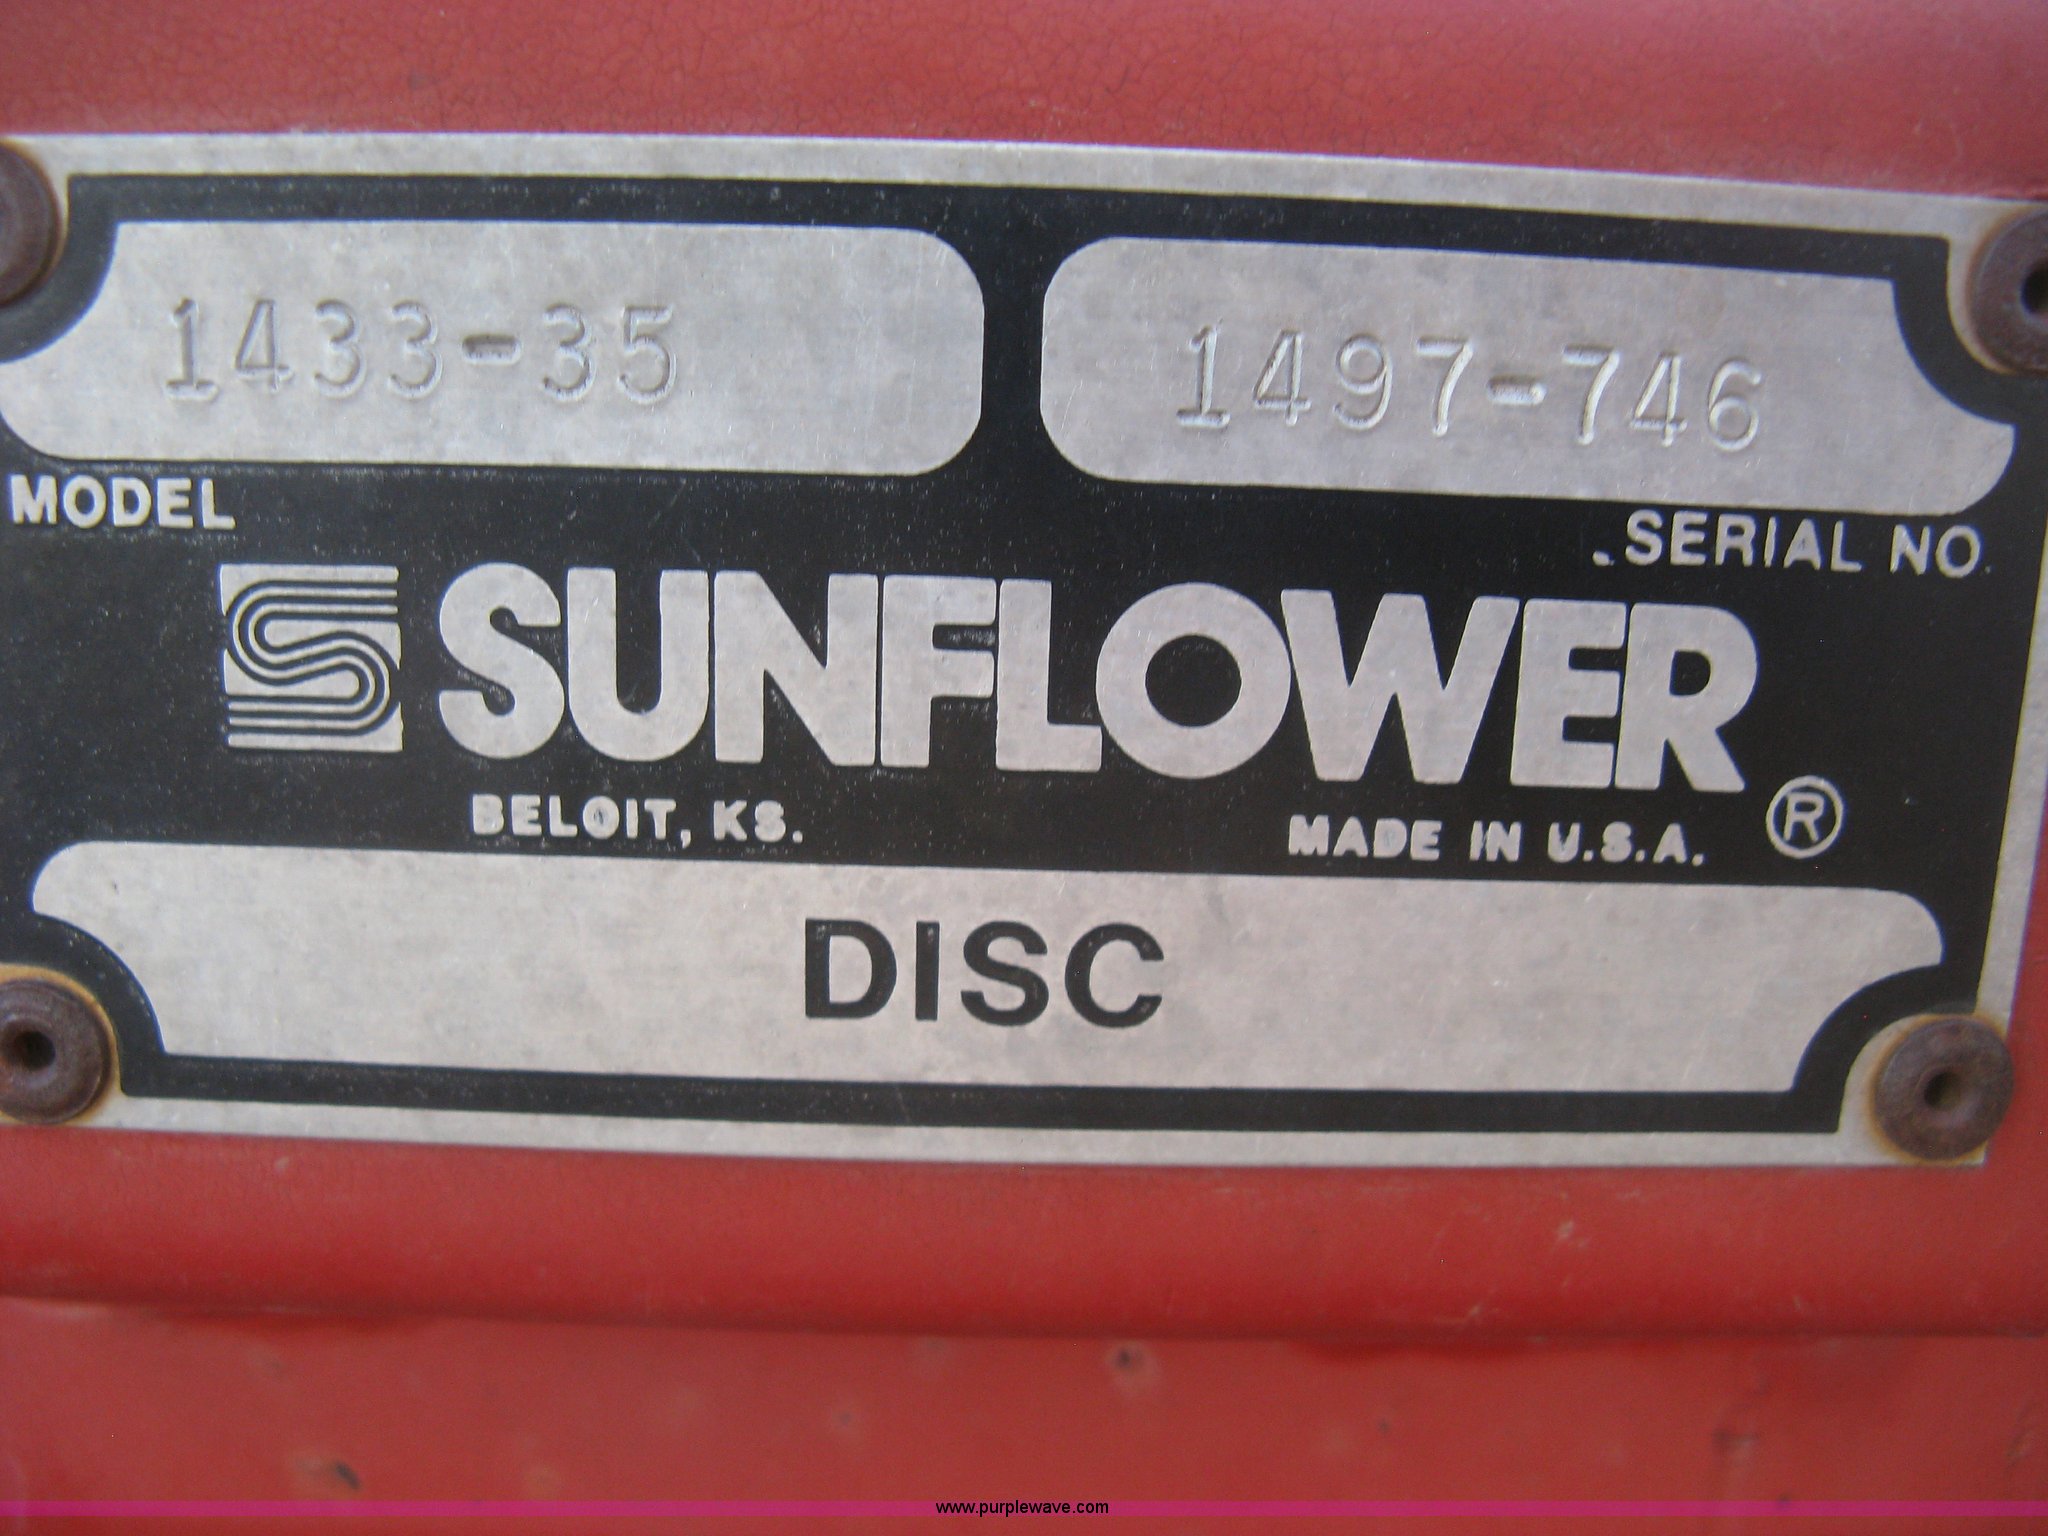 1433-35 1497-746
MODEL SERIAL NO.
SUNFLOWER ®
BELOIT, KS. MADE IN U.S.A.
DISC
www.purplewave.com